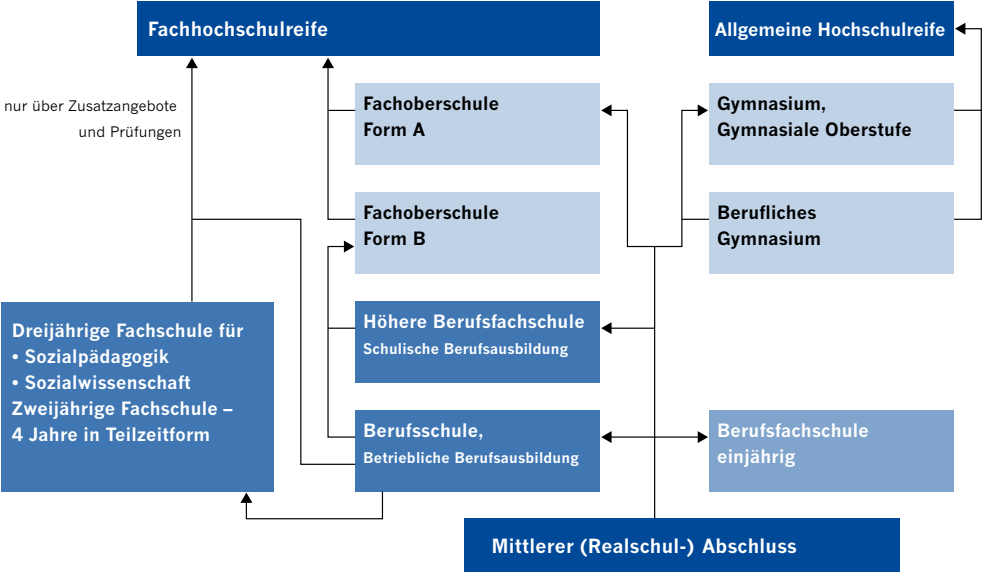 Fachhochschulreife
Allgemeine Hochschulreife
nur über Zusatzangebote
und Prüfungen
Fachoberschule
Form A
Gymnasium,
Gymnasiale Oberstufe
Fachoberschule
Form B
Berufliches
Gymnasium
Dreijährige Fachschule für
• Sozialpädagogik
• Sozialwissenschaft
Zweijährige Fachschule –
4 Jahre in Teilzeitform
Höhere Berufsfachschule
Schulische Berufsausbildung
Berufsschule,
Betriebliche Berufsausbildung
Berufsfachschule
einjährig
Mittlerer (Realschul-) Abschluss